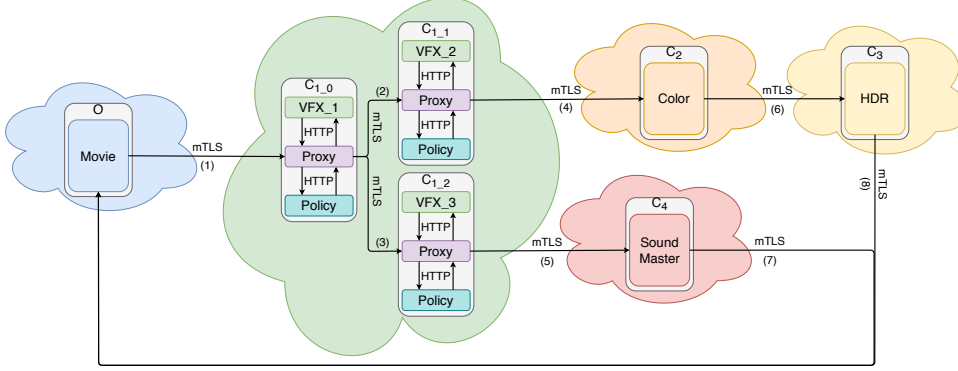 O
Movie
mTLS
(1)
C1_0
VFX_1
HTTP
Proxy
HTTP
Policy
(2)
mTLS
mTLS
(3)
C1_1
VFX_2
HTTP
Proxy
HTTP
Policy
C1_2
VFX_3
HTTP
Proxy
HTTP
Policy
mTLS
(4)
C2
Color
mTLS
(6)
C3
HDR
mTLS
(8)
mTLS
(5)
C4
Sound
Master
mTLS
(7)